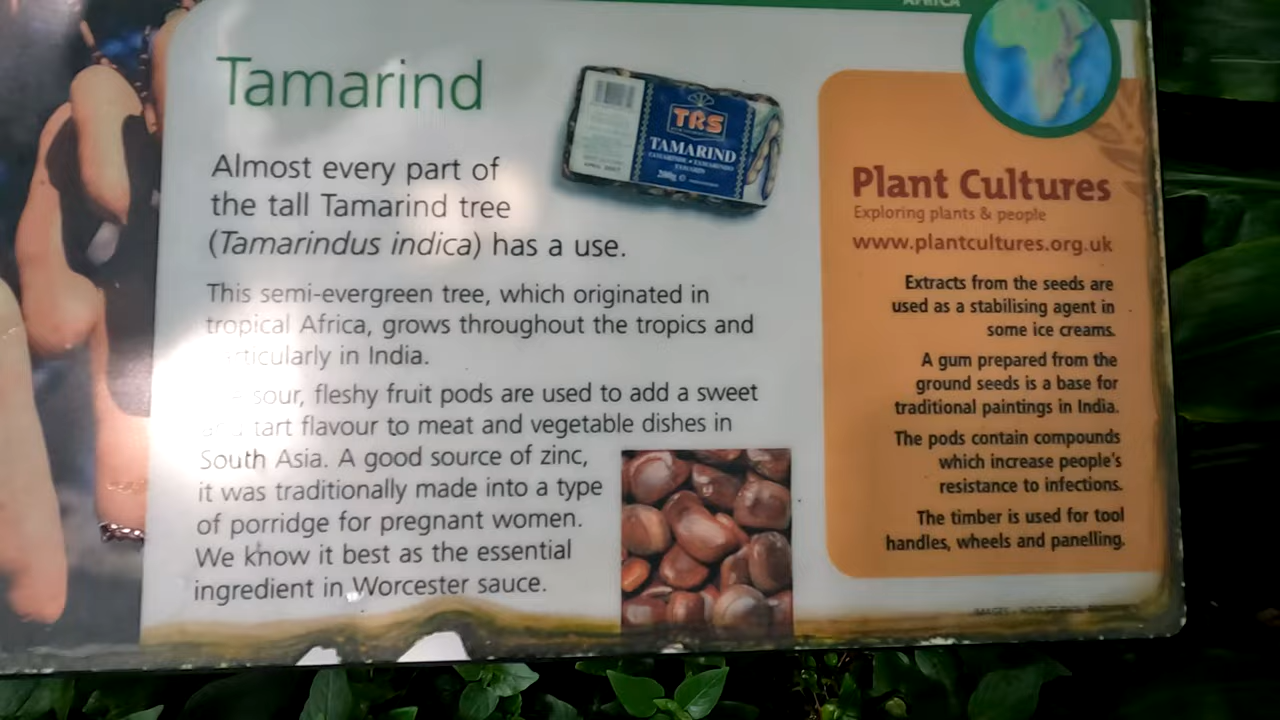 AFRICA
Tamarind
TRS
TAMARIND
200g
Almost every part of
the tall Tamarind tree
(Tamarindus indica) has a use.
This semi-evergreen tree, which originated in
tropical Africa, grows throughout the tropics and
particularly in India.
sour, fleshy fruit pods are used to add a sweet
and tart flavour to meat and vegetable dishes in
South Asia. A good source of zinc,
it was traditionally made into a type
of porridge for pregnant women.
We know it best as the essential
ingredient in Worcester sauce.
Plant Cultures
Exploring plants & people
www.plantcultures.org.uk
Extracts from the seeds are
used as a stabilising agent in
some ice creams.
A gum prepared from the
ground seeds is a base for
traditional paintings in India.
The pods contain compounds
which increase people's
resistance to infections.
The timber is used for tool
handles, wheels and panelling.